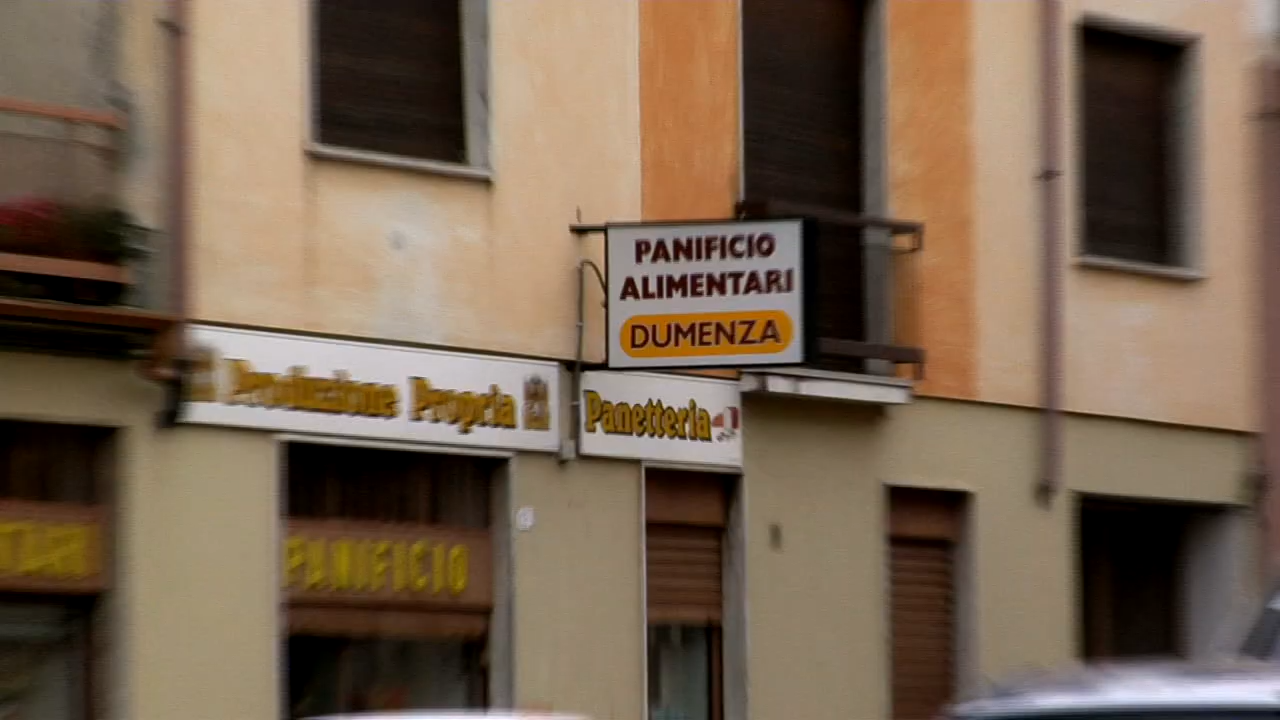 PANIFICIO
ALIMENTARI
DUMENZA
Produzione Propria
Panetteria
PANIFICIO